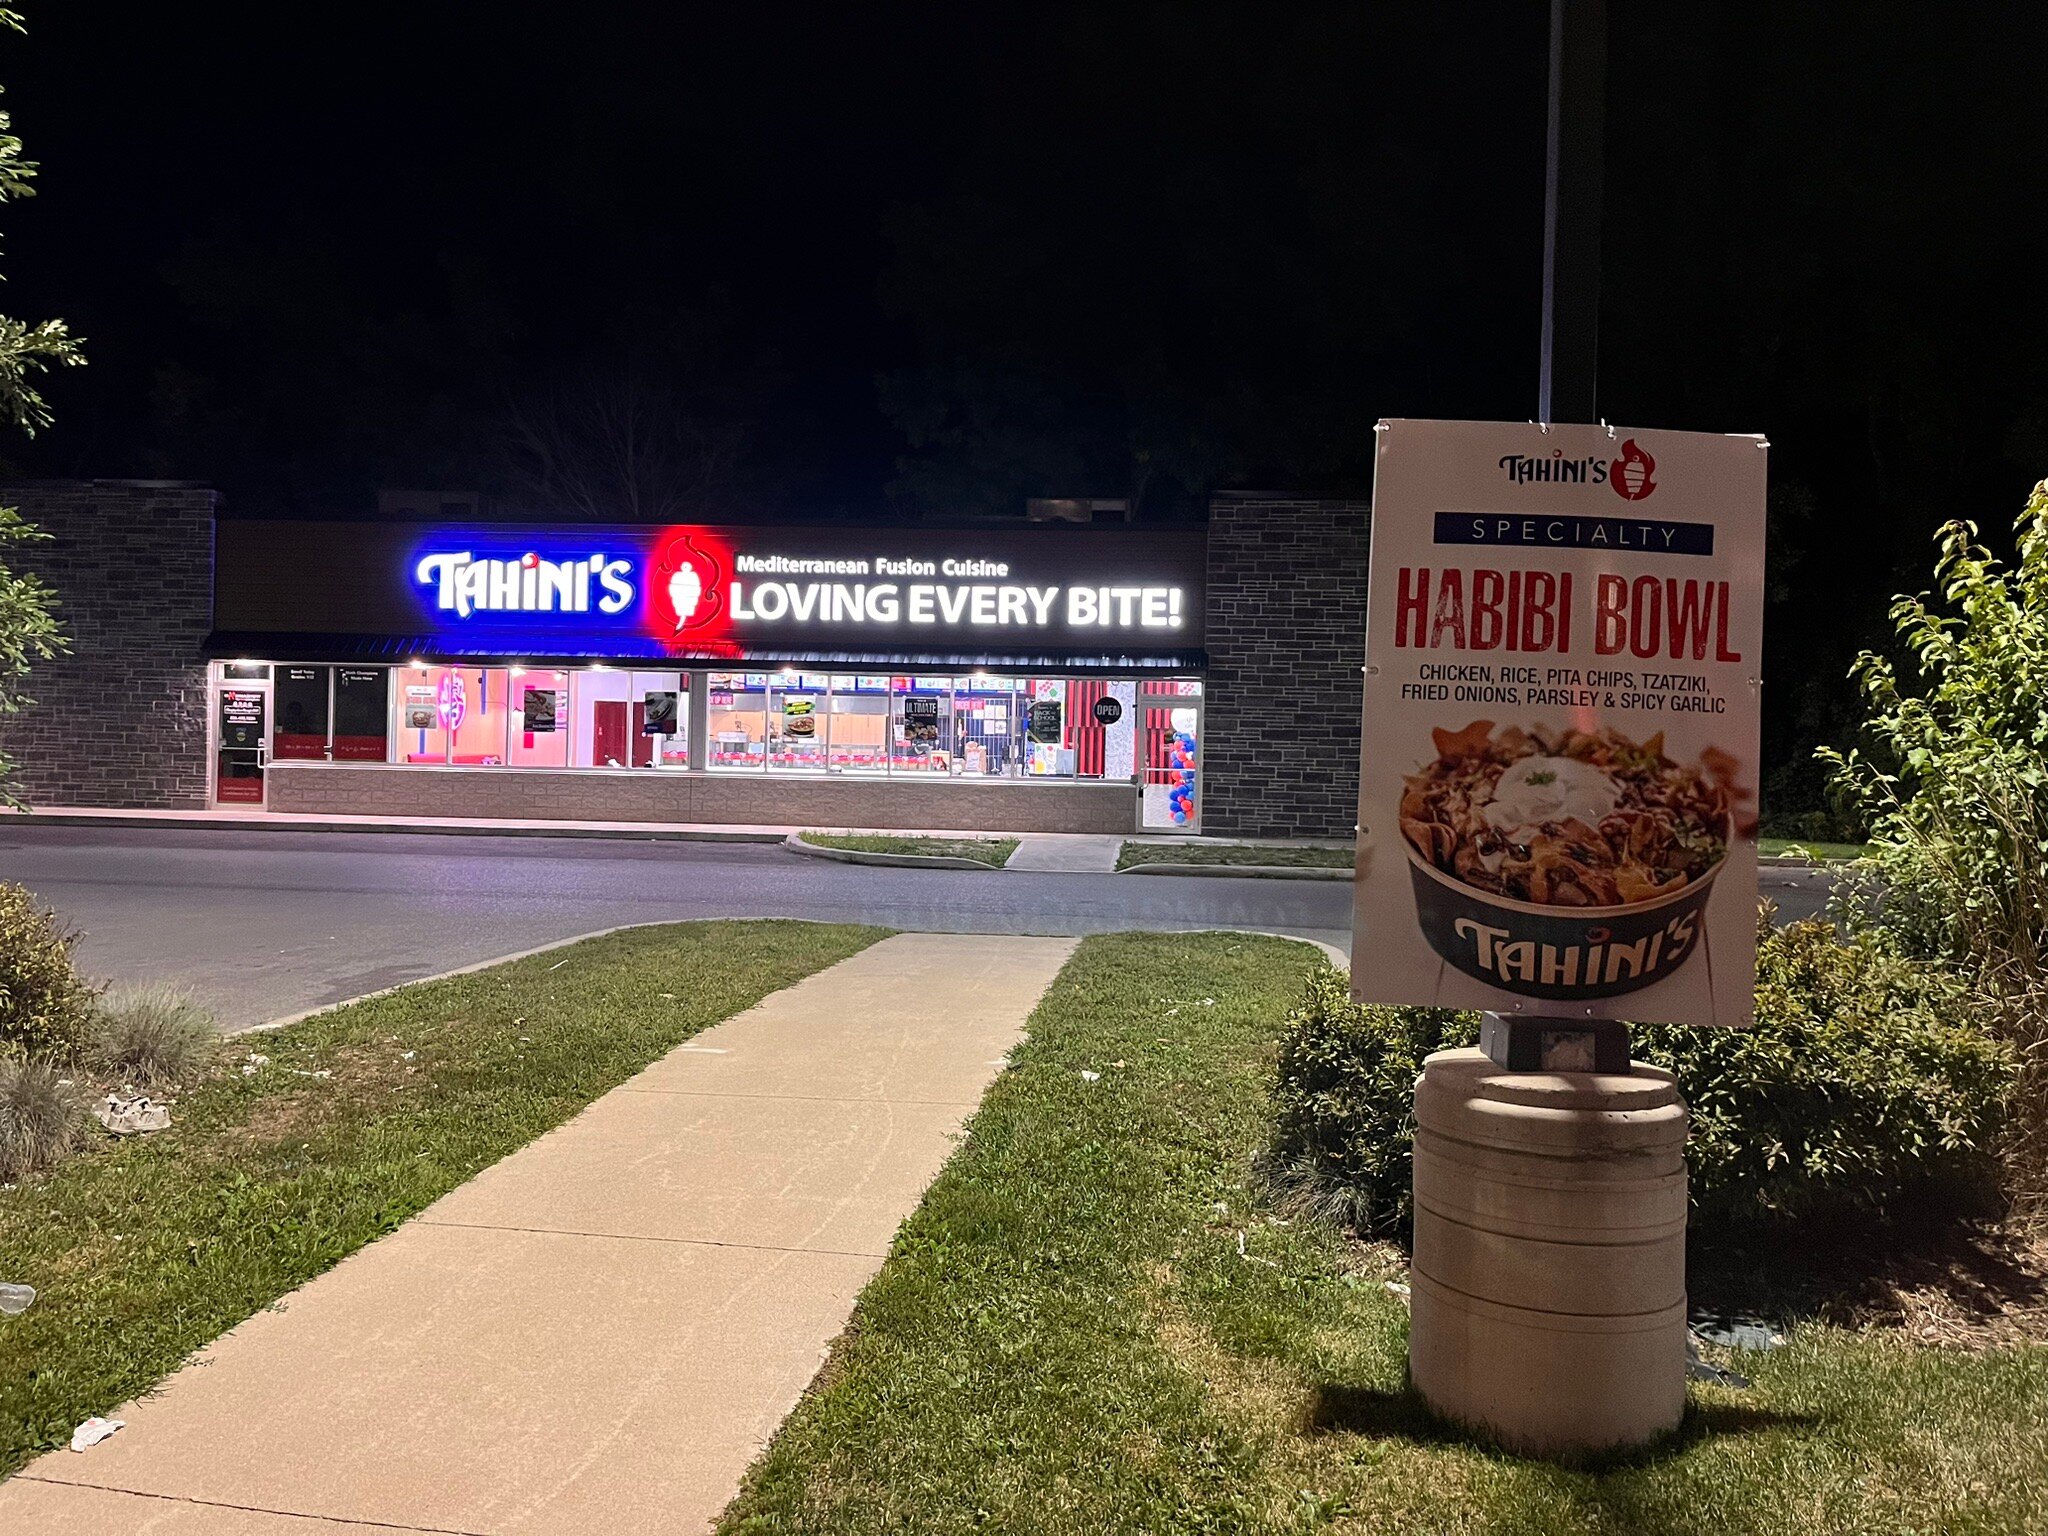 TAHINI'S
Mediterranean Fusion Cuisine
LOVING EVERY BITE!
OPEN
ULTIMATE
TAHINI'S
SPECIALTY
HABIBI BOWL
CHICKEN, RICE, PITA CHIPS, TZATZIKI,
FRIED ONIONS, PARSLEY & SPICY GARLIC
TAHINI'S